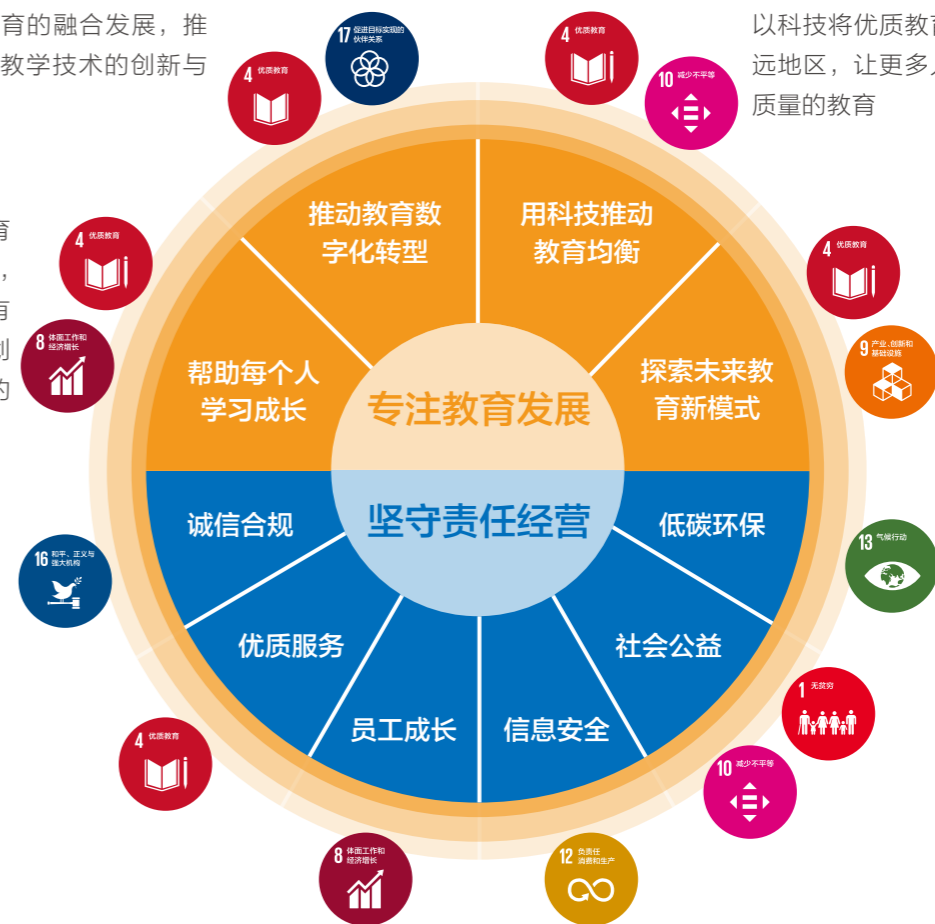 育的融合发展，推
教学技术的创新与
4 优质教育
17 促进目标实现的
伙伴关系
4 优质教育
10 减少不平等
以科技将优质教育
远地区，让更多人
质量的教育
推动教育数
字化转型
用科技推动
教育均衡
育
，
有
创
的
4 优质教育
8 体面工作和
经济增长
帮助每个人
学习成长
探索未来教
育新模式
4 优质教育
9 产业、创新和
基础设施
专注教育发展
坚守责任经营
诚信合规
低碳环保
16 和平、正义与
强大机构
13 气候行动
优质服务
社会公益
员工成长
信息安全
4 优质教育
1 无贫穷
10 减少不平等
8 体面工作和
经济增长
12 负责任
消费和生产